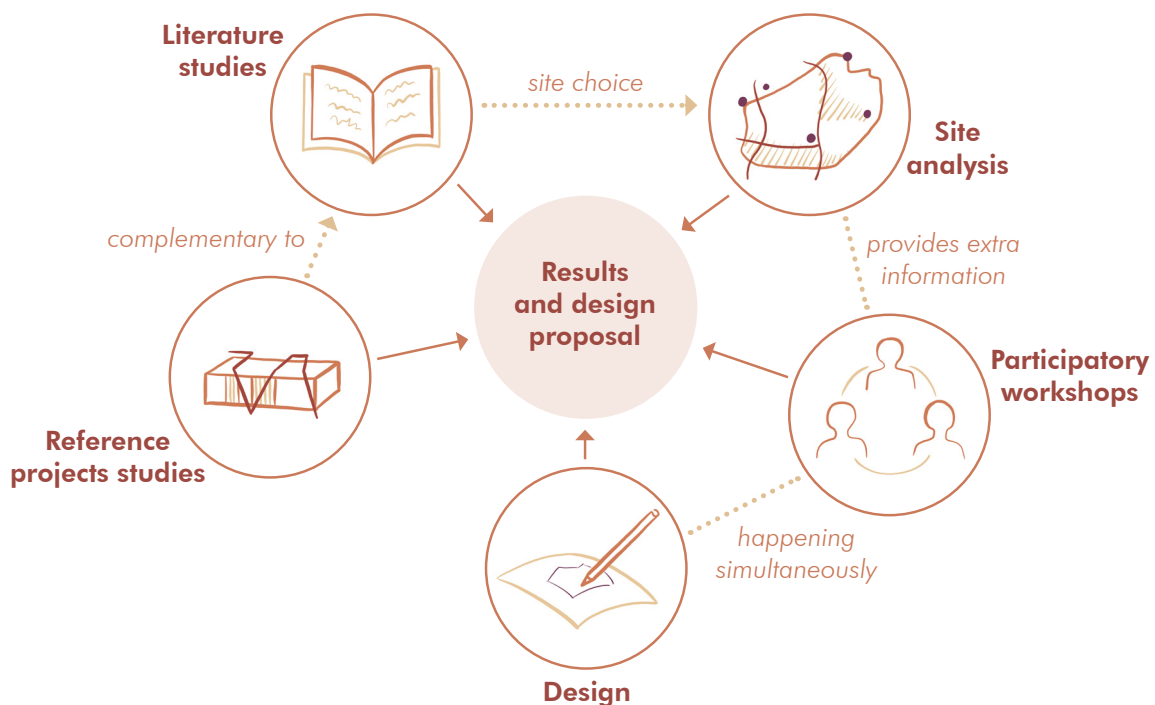 Literature
studies
site choice
Site
analysis
complementary to
provides extra
information
Results
and design
proposal
Participatory
workshops
Reference
projects studies
happening
simultaneously
Design